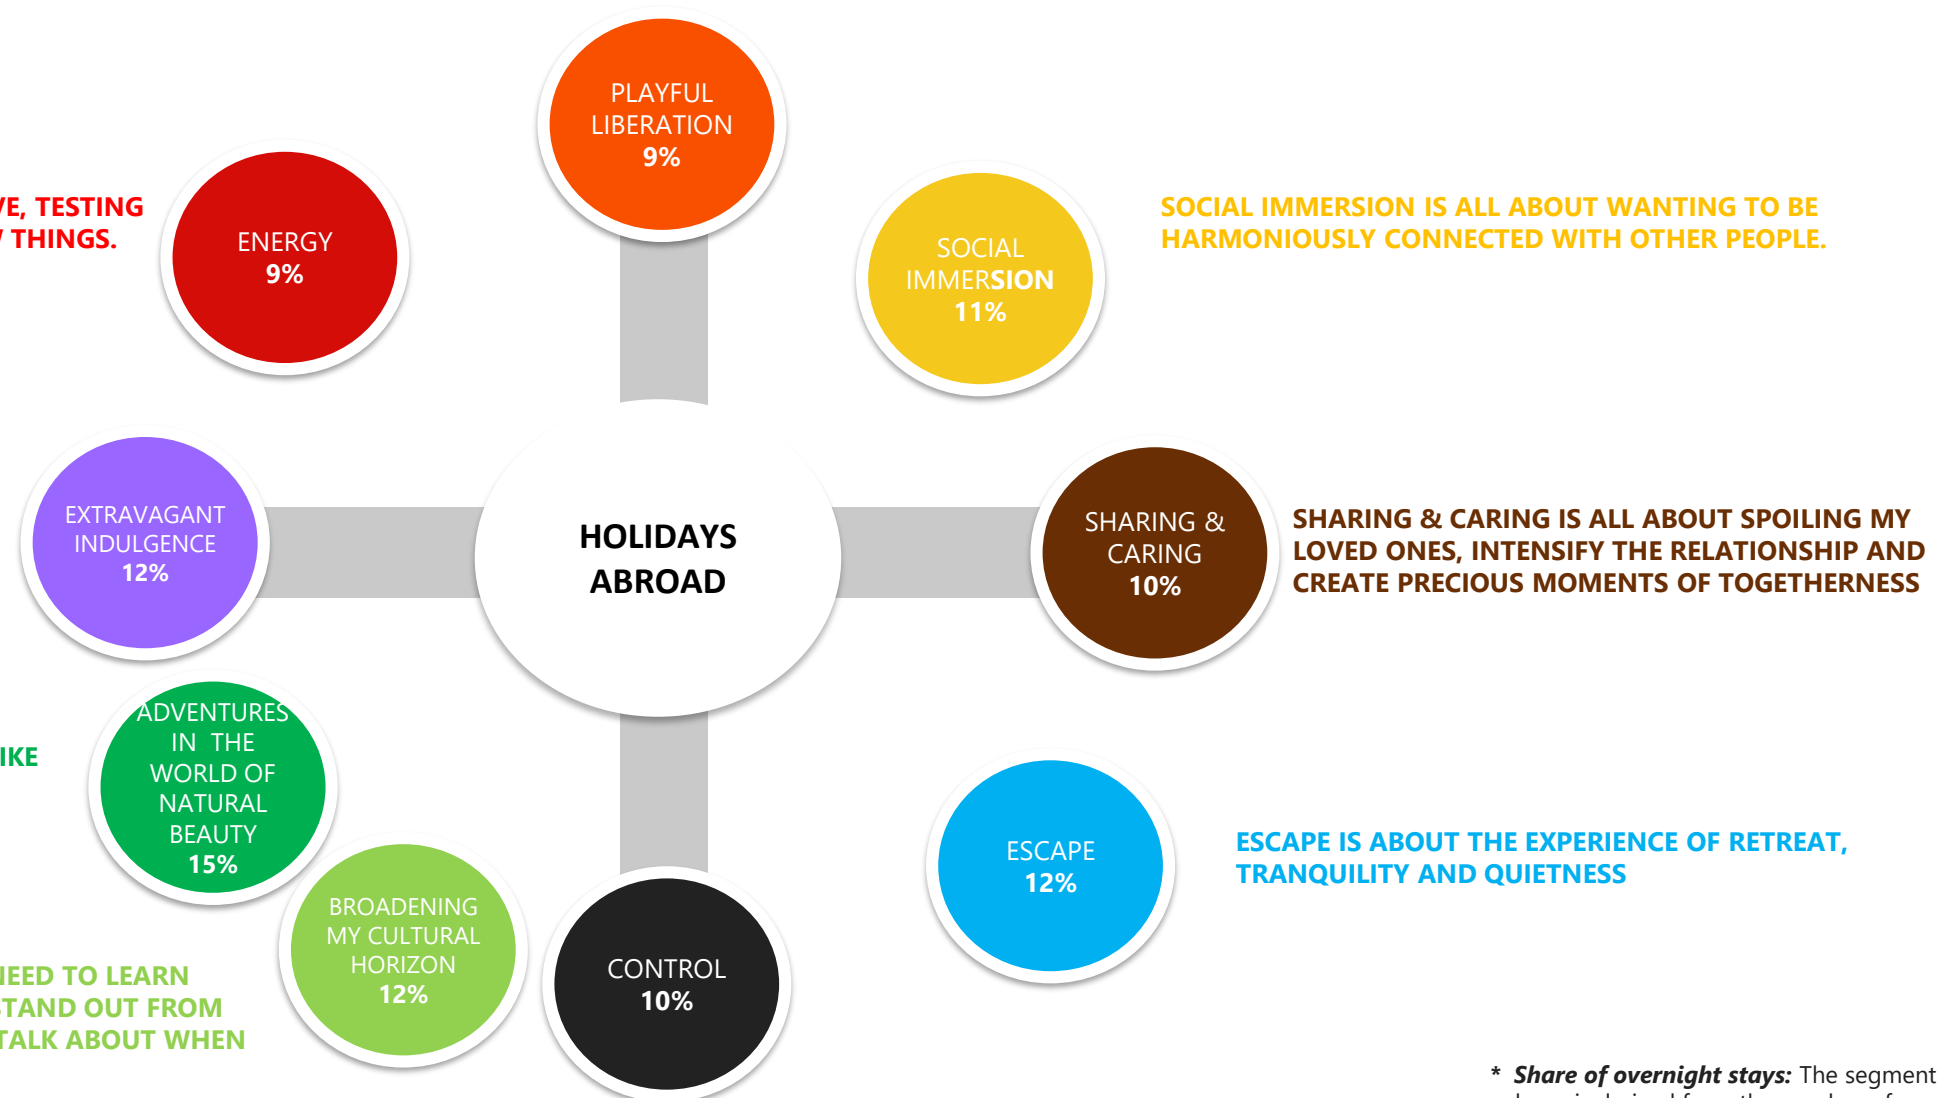 PLAYFUL
LIBERATION
9%
ENERGY
9%
TESTING
THINGS.
SOCIAL
IMMERSION
11%
SOCIAL IMMERSION IS ALL ABOUT WANTING TO BE
HARMONIOUSLY CONNECTED WITH OTHER PEOPLE.
EXTRAVAGANT
INDULGENCE
12%
HOLIDAYS
ABROAD
SHARING &
CARING
10%
SHARING & CARING IS ALL ABOUT SPOILING MY
LOVED ONES, INTENSIFY THE RELATIONSHIP AND
CREATE PRECIOUS MOMENTS OF TOGETHERNESS
ADVENTURES
IN THE
WORLD OF
NATURAL
BEAUTY
15%
BROADENING
MY CULTURAL
HORIZON
12%
NEED TO LEARN
STAND OUT FROM
TALK ABOUT WHEN
CONTROL
10%
ESCAPE
12%
ESCAPE IS ABOUT THE EXPERIENCE OF RETREAT,
TRANQUILITY AND QUIETNESS
* Share of overnight stays: The segment